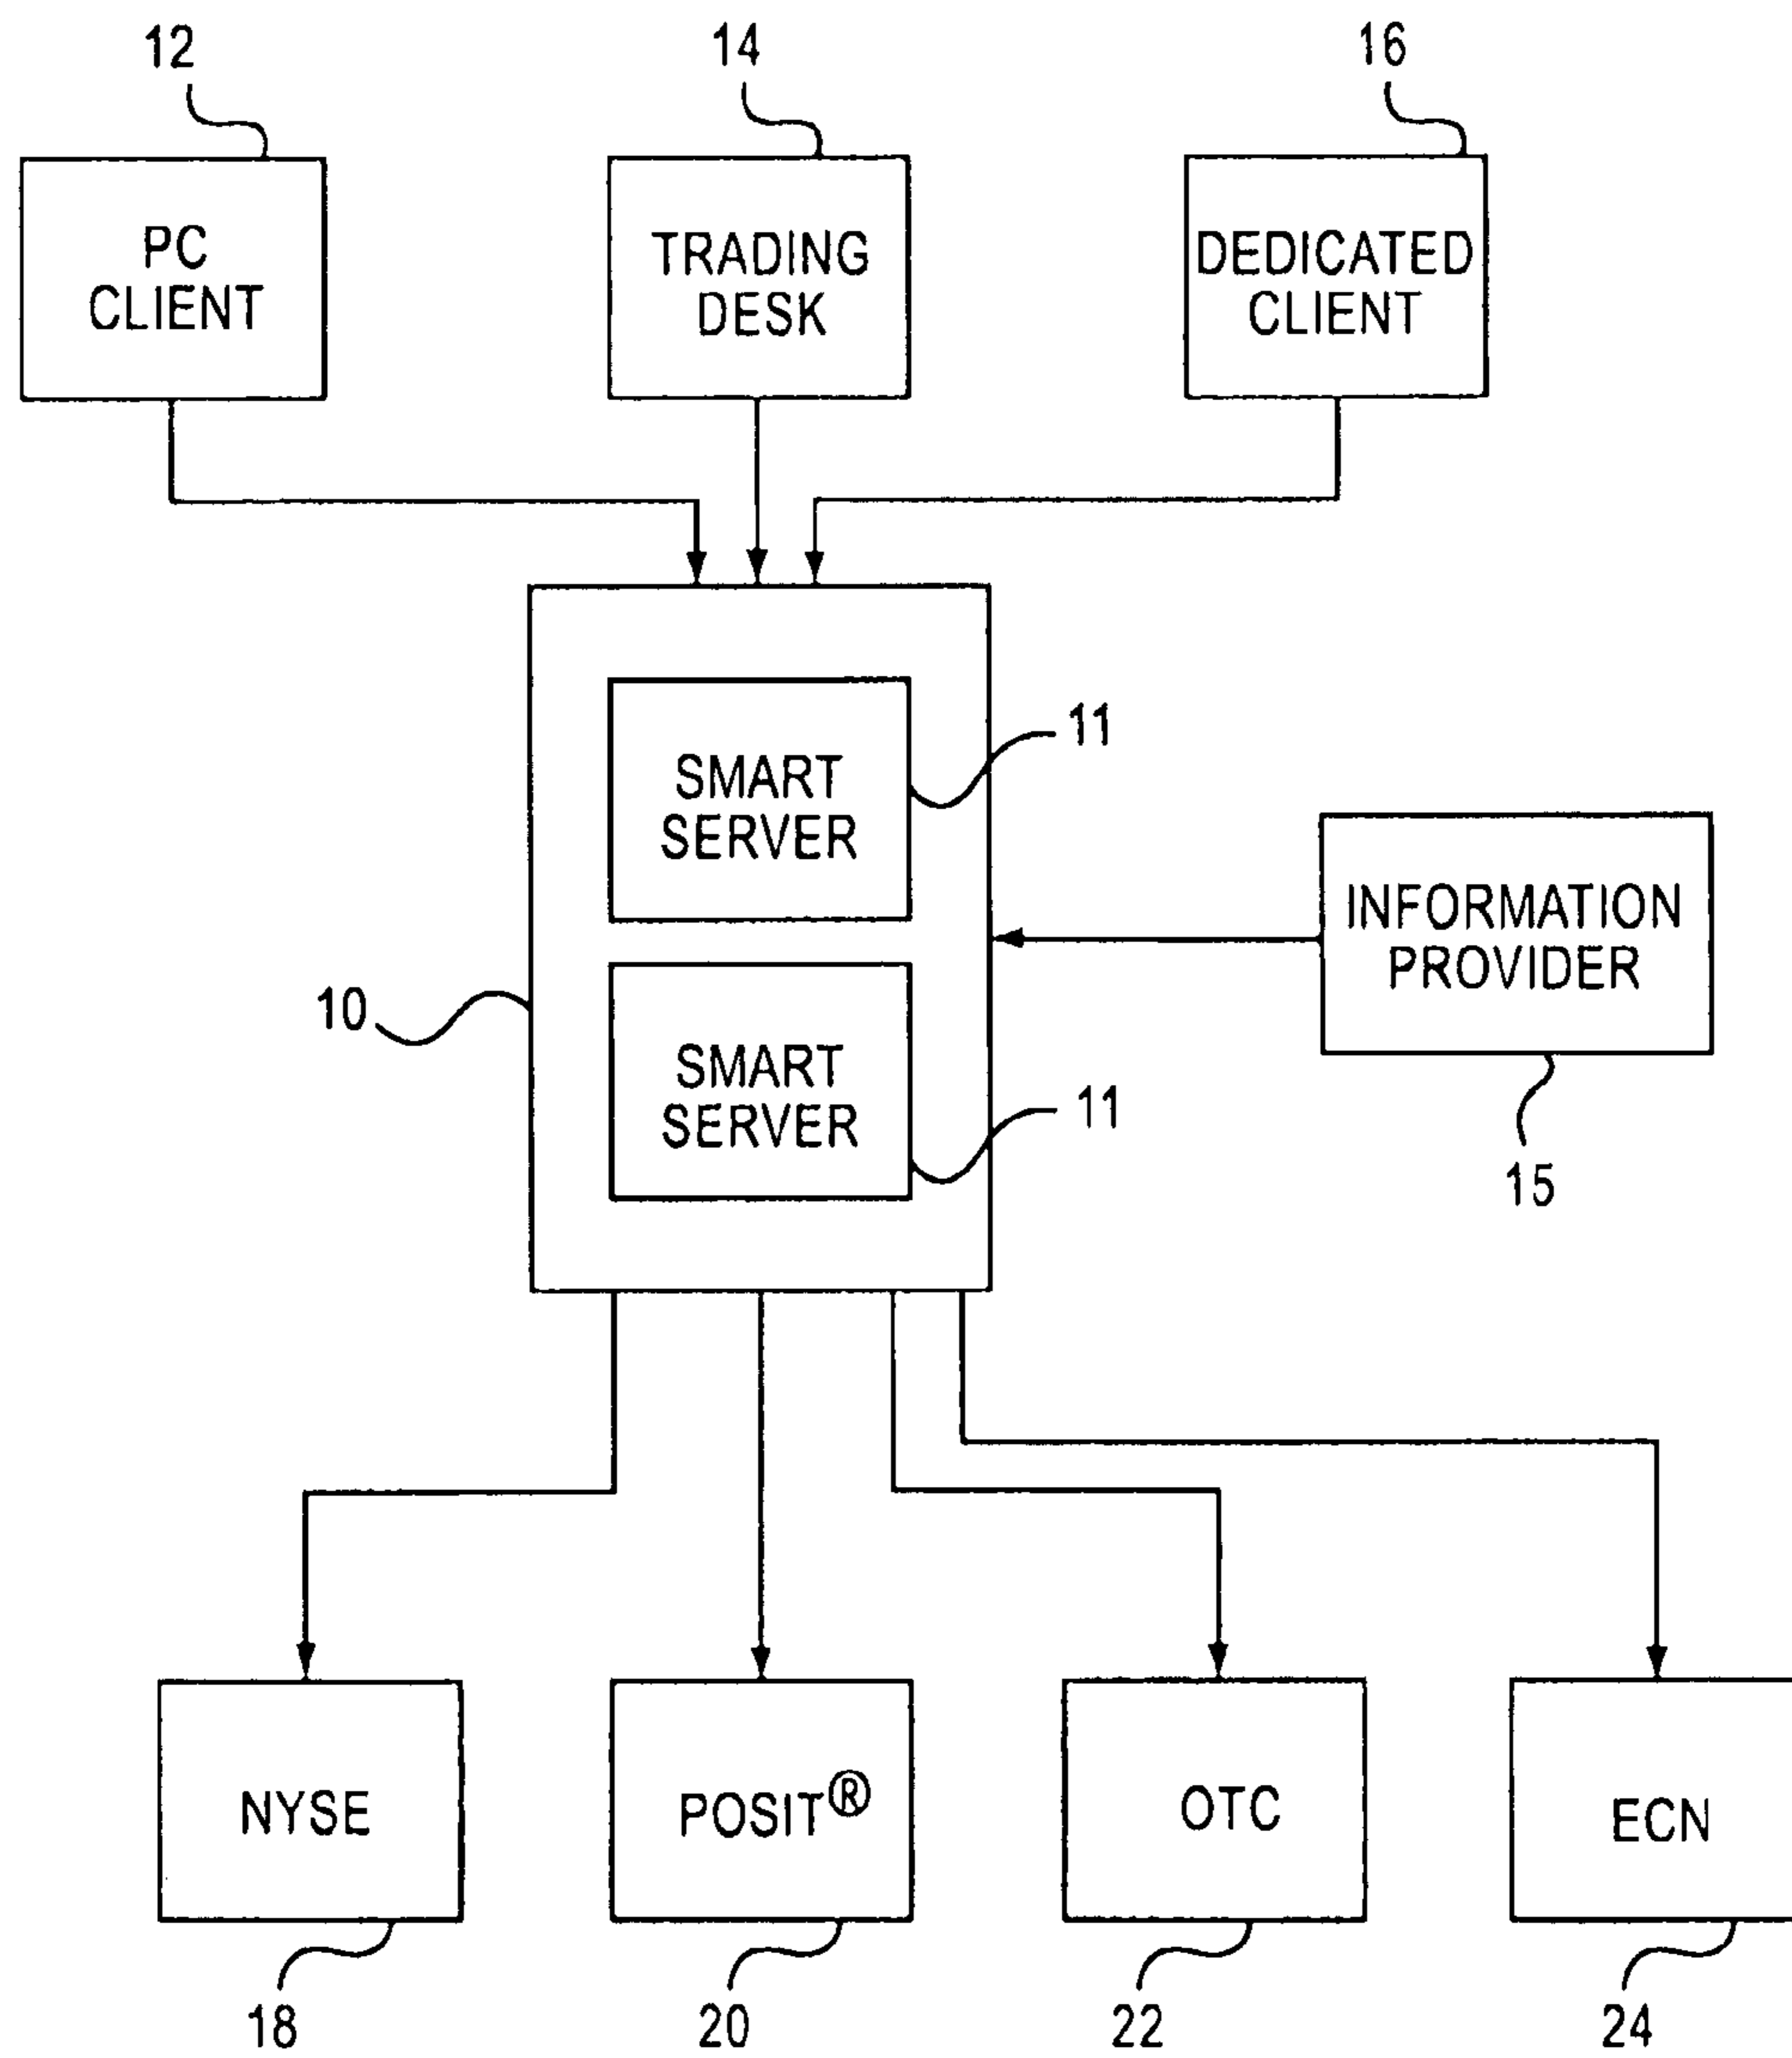 12
14
16
PC
CLIENT
TRADING
DESK
DEDICATED
CLIENT
SMART
SERVER
11
INFORMATION
PROVIDER
10
SMART
SERVER
11
15
NYSE
POSIT®
OTC
ECN
18
20
22
24